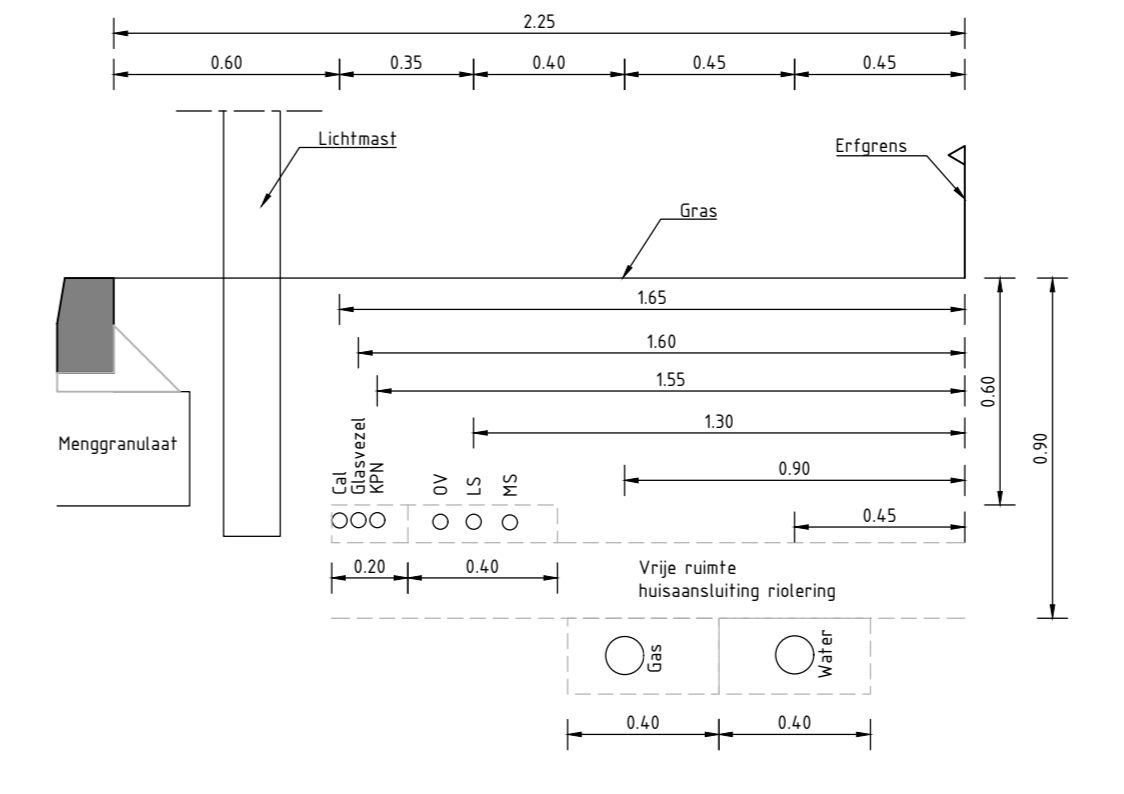 2.25
0.60
0.35
0.40
0.45
0.45
Lichtmast
Erfgrens
Gras
1.65
1.60
1.55
0.60
1.30
0.90
Menggranulaat
0.90
Cai
Glasvezel
KPN
OV
LS
MS
0.45
0.20
0.40
Vrije ruimte
huisaansluiting riolering
Gas
Water
0.40
0.40